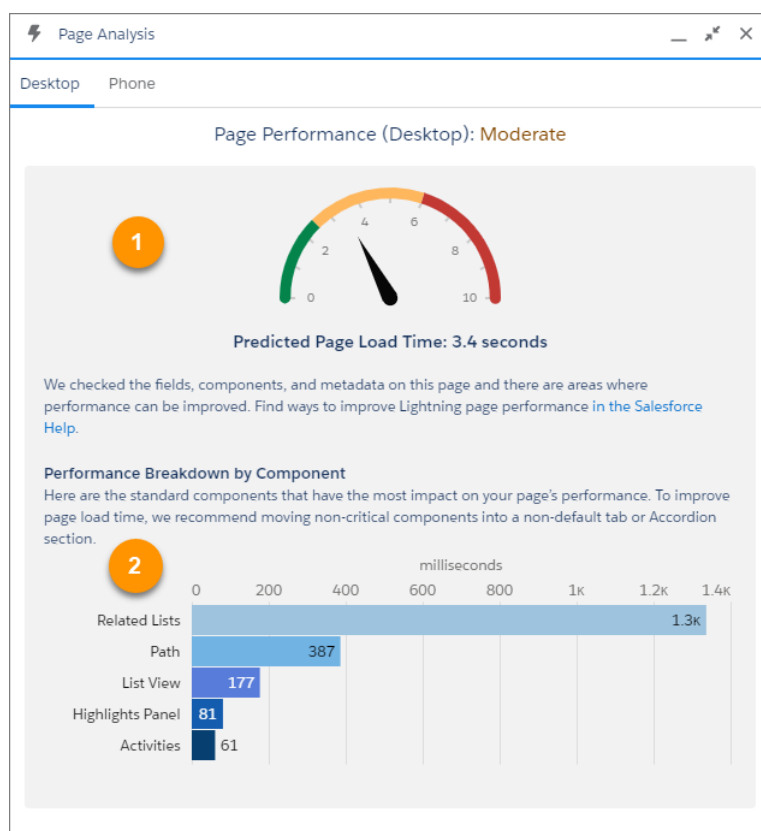 Page Analysis
Desktop Phone
Page Performance (Desktop): Moderate
1
0 2 4 6 8 10
Predicted Page Load Time: 3.4 seconds
We checked the fields, components, and metadata on this page and there are areas where
performance can be improved. Find ways to improve Lightning page performance in the Salesforce
Help.
Performance Breakdown by Component
Here are the standard components that have the most impact on your page's performance. To improve
page load time, we recommend moving non-critical components into a non-default tab or Accordion
section.
2
milliseconds
0 200 400 600 800 1K 1.2K 1.4K
Related Lists 1.3K
Path 387
List View 177
Highlights Panel 81
Activities 61